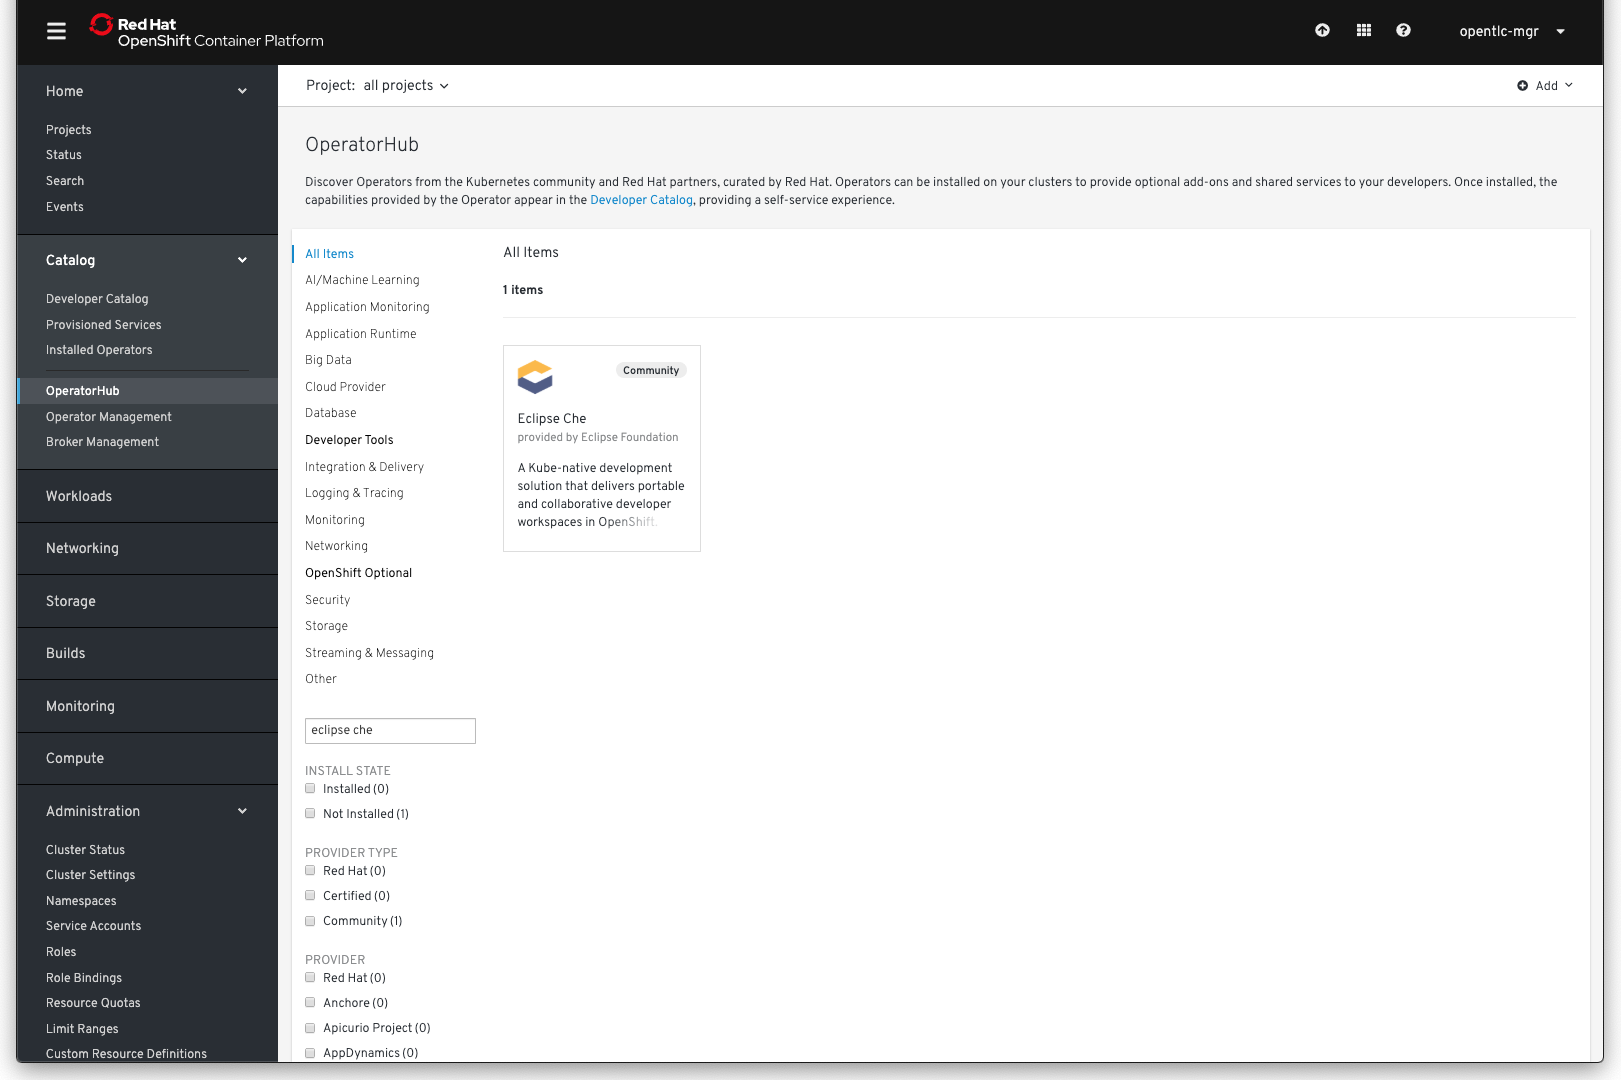 Red Hat
OpenShift Container Platform
opentlc-mgr
Home
Projects
Status
Search
Events
Catalog
Developer Catalog
Provisioned Services
Installed Operators
OperatorHub
Operator Management
Broker Management
Workloads
Networking
Storage
Builds
Monitoring
Compute
Administration
Cluster Status
Cluster Settings
Namespaces
Service Accounts
Roles
Role Bindings
Resource Quotas
Limit Ranges
Custom Resource Definitions
Project: all projects
Add
OperatorHub
Discover Operators from the Kubernetes community and Red Hat partners, curated by Red Hat. Operators can be installed on your clusters to provide optional add-ons and shared services to your developers. Once installed, the
capabilities provided by the Operator appear in the Developer Catalog, providing a self-service experience.
All Items
AI/Machine Learning
Application Monitoring
Application Runtime
Big Data
Cloud Provider
Database
Developer Tools
Integration & Delivery
Logging & Tracing
Monitoring
Networking
OpenShift Optional
Security
Storage
Streaming & Messaging
Other
eclipse che
INSTALL STATE
Installed (0)
Not Installed (1)
PROVIDER TYPE
Red Hat (0)
Certified (0)
Community (1)
PROVIDER
Red Hat (0)
Anchore (0)
Apicurio Project (0)
AppDynamics (0)
All Items
1 items
Community
Eclipse Che
provided by Eclipse Foundation
A Kube-native development
solution that delivers portable
and collaborative developer
workspaces in OpenShift.